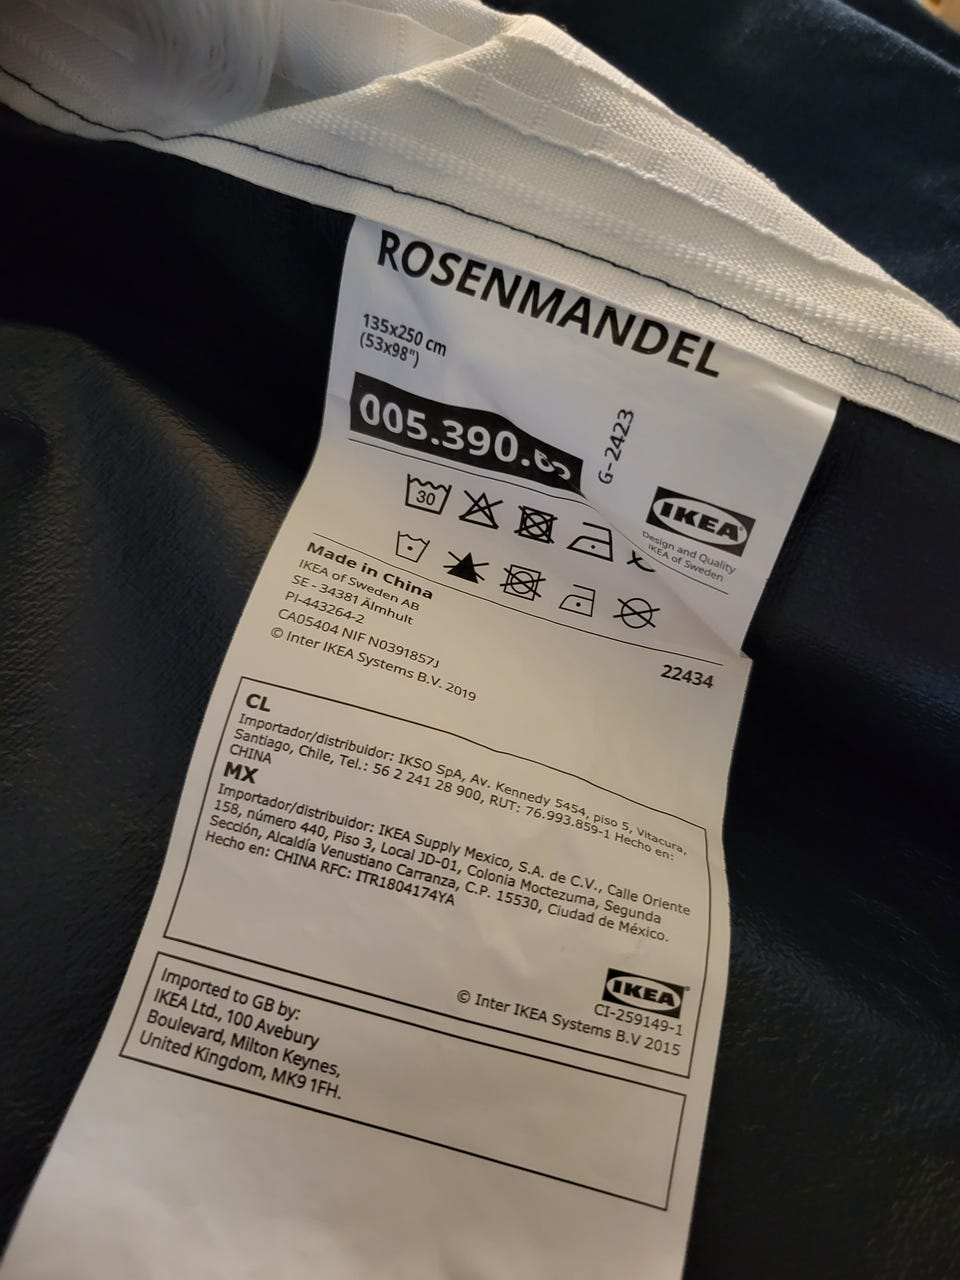 ROSENMANDEL
135x250 cm
(53x98")
005.390.
G-2423
30
IKEA®
Design and Quality
IKEA of Sweden
Made in China
IKEA of Sweden AB
SE - 34381 Älmhult
PI-443264-2
CA05404 NIF N0391857J
© Inter IKEA Systems B.V. 2019
22434
CL
Importador/distribuidor: IKSO SpA, Av. Kennedy 5454, piso 5, Vitacura,
Santiago, Chile, Tel.: 56 2 241 28 900, RUT: 76.993.859-1 Hecho en:
CHINA
MX
Importador/distribuidor: IKEA Supply Mexico, S.A. de C.V., Calle Oriente
158, número 440, Piso 3, Local JD-01, Colonia Moctezuma, Segunda
Sección, Alcaldía Venustiano Carranza, C.P. 15530, Ciudad de México.
Hecho en: CHINA RFC: ITR1804174YA
IKEA®
CI-259149-1
© Inter IKEA Systems B.V 2015
Imported to GB by:
IKEA Ltd., 100 Avebury
Boulevard, Milton Keynes,
United Kingdom, MK9 1FH.